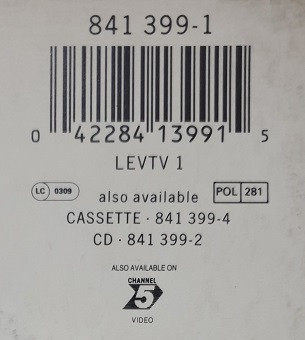 841 399-1
0 42284 13991 5
LEVTV 1
LC 0309
also available
POL 281
CASSETTE · 841 399-4
CD · 841 399-2
ALSO AVAILABLE ON
CHANNEL
5
VIDEO